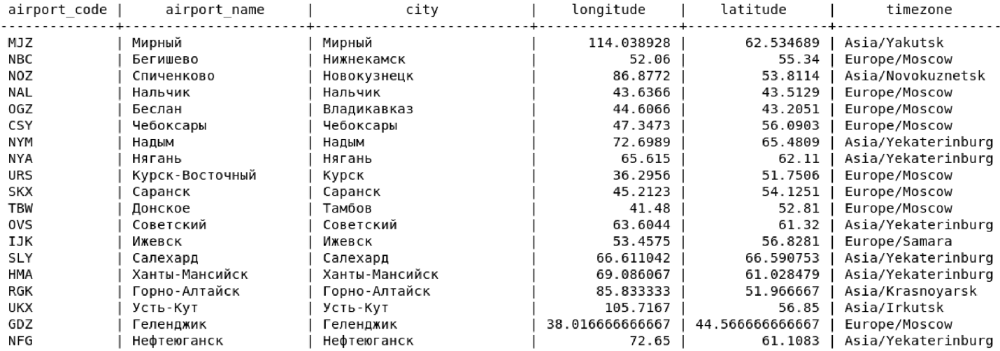 airport_code | airport_name | city | longitude | latitude | timezone
--------------+----------------------+--------------------------+-----------------+-----------------+--------------------
MJZ | Мирный | Мирный | 114.038928 | 62.534689 | Asia/Yakutsk
NBC | Бегишево | Нижнекамск | 52.06 | 55.34 | Europe/Moscow
NOZ | Спиченково | Новокузнецк | 86.8772 | 53.8114 | Asia/Novokuznetsk
NAL | Нальчик | Нальчик | 43.6366 | 43.5129 | Europe/Moscow
OGZ | Беслан | Владикавказ | 44.6066 | 43.2051 | Europe/Moscow
CSY | Чебоксары | Чебоксары | 47.3473 | 56.0903 | Europe/Moscow
NYM | Надым | Надым | 72.6989 | 65.4809 | Asia/Yekaterinburg
NYA | Нягань | Нягань | 65.615 | 62.11 | Asia/Yekaterinburg
URS | Курск-Восточный | Курск | 36.2956 | 51.7506 | Europe/Moscow
SKX | Саранск | Саранск | 45.2123 | 54.1251 | Europe/Moscow
TBW | Донское | Тамбов | 41.48 | 52.81 | Europe/Moscow
OVS | Советский | Советский | 63.6044 | 61.32 | Asia/Yekaterinburg
IJK | Ижевск | Ижевск | 53.4575 | 56.8281 | Europe/Samara
SLY | Салехард | Салехард | 66.611042 | 66.590753 | Asia/Yekaterinburg
HMA | Ханты-Мансийск | Ханты-Мансийск | 69.086067 | 61.028479 | Asia/Yekaterinburg
RGK | Горно-Алтайск | Горно-Алтайск | 85.833333 | 51.966667 | Asia/Krasnoyarsk
UKX | Усть-Кут | Усть-Кут | 105.7167 | 56.85 | Asia/Irkutsk
GDZ | Геленджик | Геленджик | 38.016666666667 | 44.566666666667 | Europe/Moscow
NFG | Нефтеюганск | Нефтеюганск | 72.65 | 61.1083 | Asia/Yekaterinburg